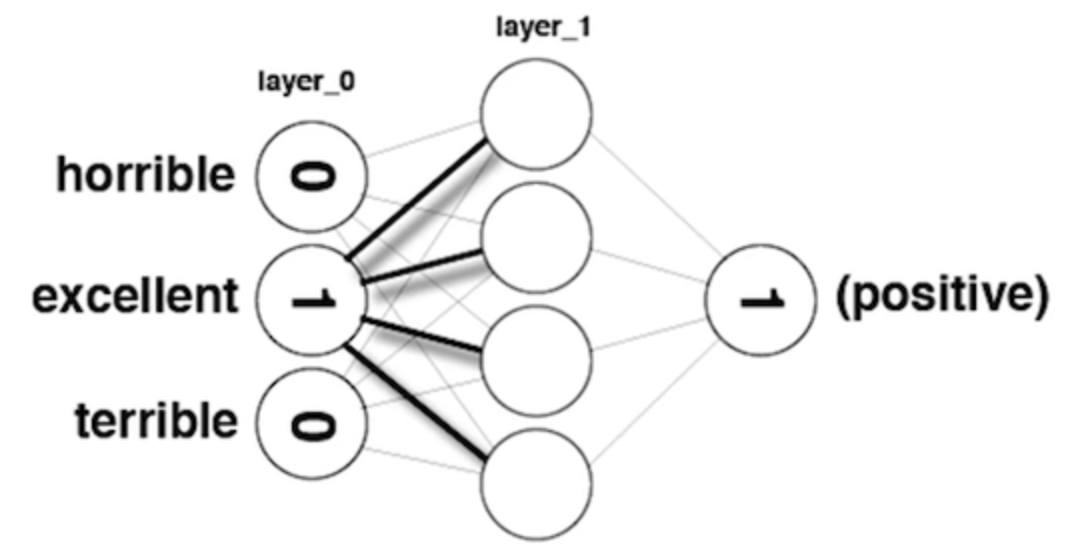 layer_1
layer_0
horrible 0
excellent 1 1 (positive)
terrible 0